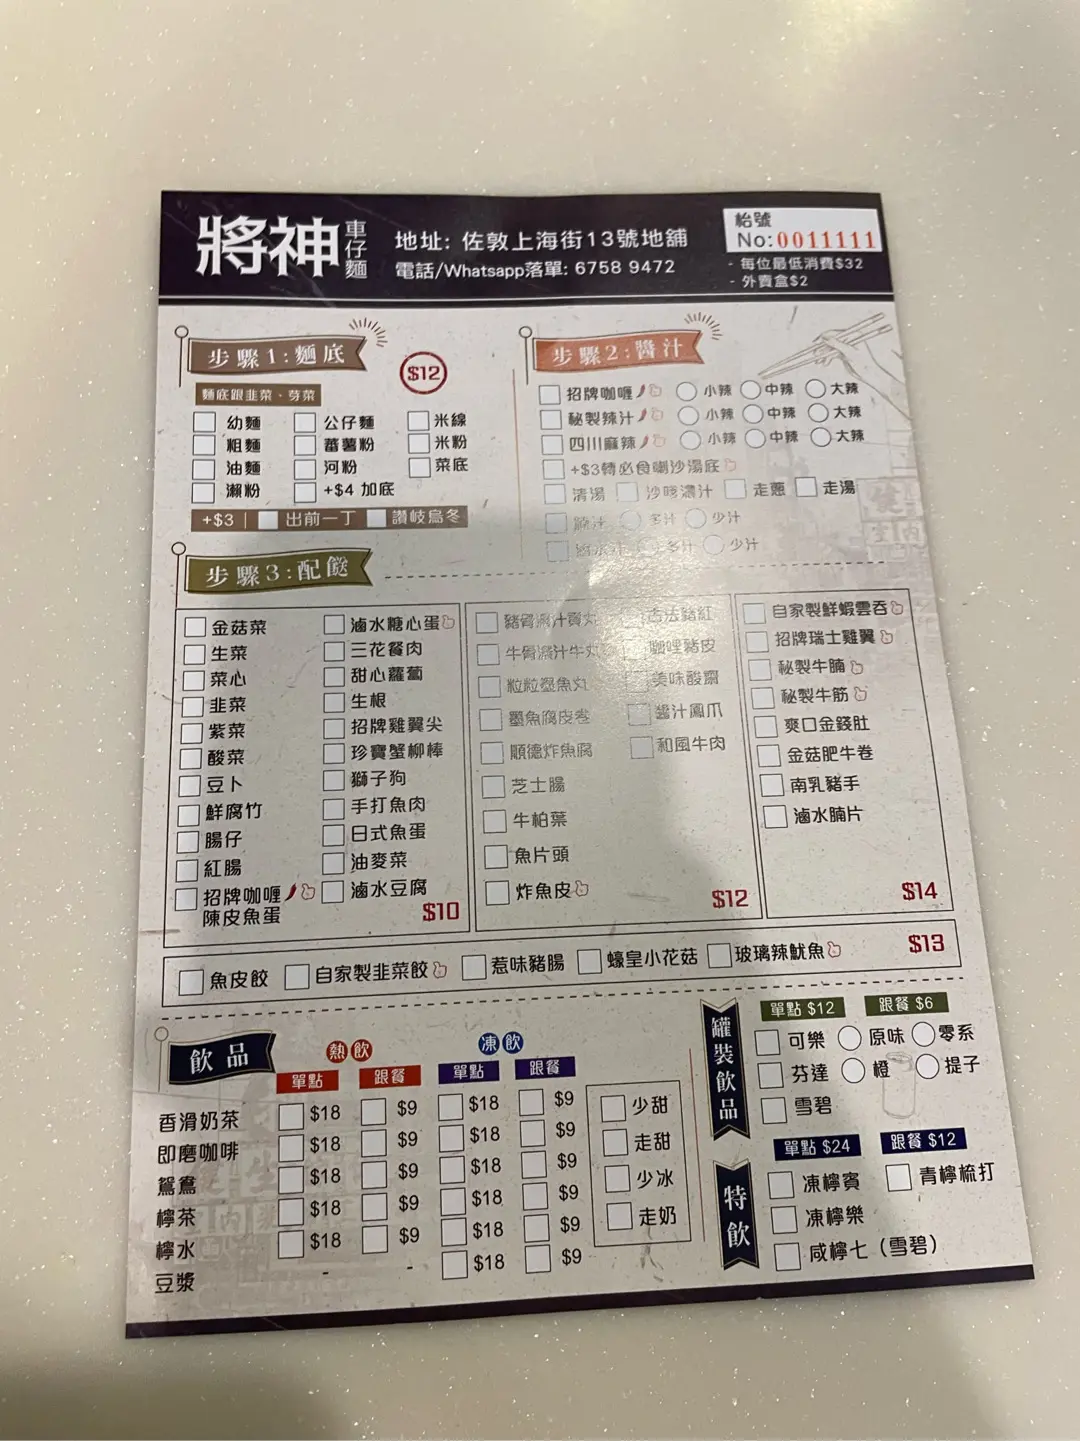 將神 車仔麵
地址: 佐敦上海街13號地舖
電話/Whatsapp落單: 6758 9472
枱號
No:0011111
- 每位最低消費$32
- 外賣盒$2
步驟1:麵底
$12
麵底跟韭菜、芽菜
幼麵 公仔麵 米線
粗麵 蕃薯粉 米粉
油麵 河粉 菜底
瀨粉 +$4 加底
+$3 | 出前一丁 讚岐烏冬
步驟2:醬汁
招牌咖喱 小辣 中辣 大辣
秘製辣汁 小辣 中辣 大辣
四川麻辣 小辣 中辣 大辣
+$3轉必食喇沙湯底
清湯 沙嗲濃汁 走蔥 走湯
多汁 少汁
多汁 少汁
步驟3:配餸
金菇菜
生菜
菜心
韭菜
紫菜
酸菜
豆卜
鮮腐竹
腸仔
紅腸
招牌咖喱
陳皮魚蛋
滷水糖心蛋
三花餐肉
甜心蘿蔔
生根
招牌雞翼尖
珍寶蟹柳棒
獅子狗
手打魚肉
日式魚蛋
油麥菜
滷水豆腐
$10
豬骨濃汁貢丸
牛骨濃汁牛丸
粒粒墨魚丸
墨魚腐皮卷
順德炸魚腐
芝士腸
牛柏葉
魚片頭
炸魚皮
古法豬紅
咖哩豬皮
美味酸齋
醬汁鳳爪
和風牛肉
$12
自家製鮮蝦雲吞
招牌瑞士雞翼
秘製牛腩
秘製牛筋
爽口金錢肚
金菇肥牛卷
南乳豬手
滷水腩片
$14
魚皮餃 自家製韭菜餃 惹味豬腸 蠔皇小花菇 玻璃辣魷魚 $13
飲品
熱飲 凍飲
單點 跟餐 單點 跟餐
香滑奶茶 $18 $9 $18 $9
即磨咖啡 $18 $9 $18 $9
鴛鴦 $18 $9 $18 $9
檸茶 $18 $9 $18 $9
檸水 $18 $9 $18 $9
豆漿 - - $18 $9
少甜
走甜
少冰
走奶
罐裝飲品
單點 $12 跟餐 $6
可樂 原味 零系
芬達 橙 提子
雪碧
特飲
單點 $24 跟餐 $12
凍檸賓 青檸梳打
凍檸樂
咸檸七（雪碧）